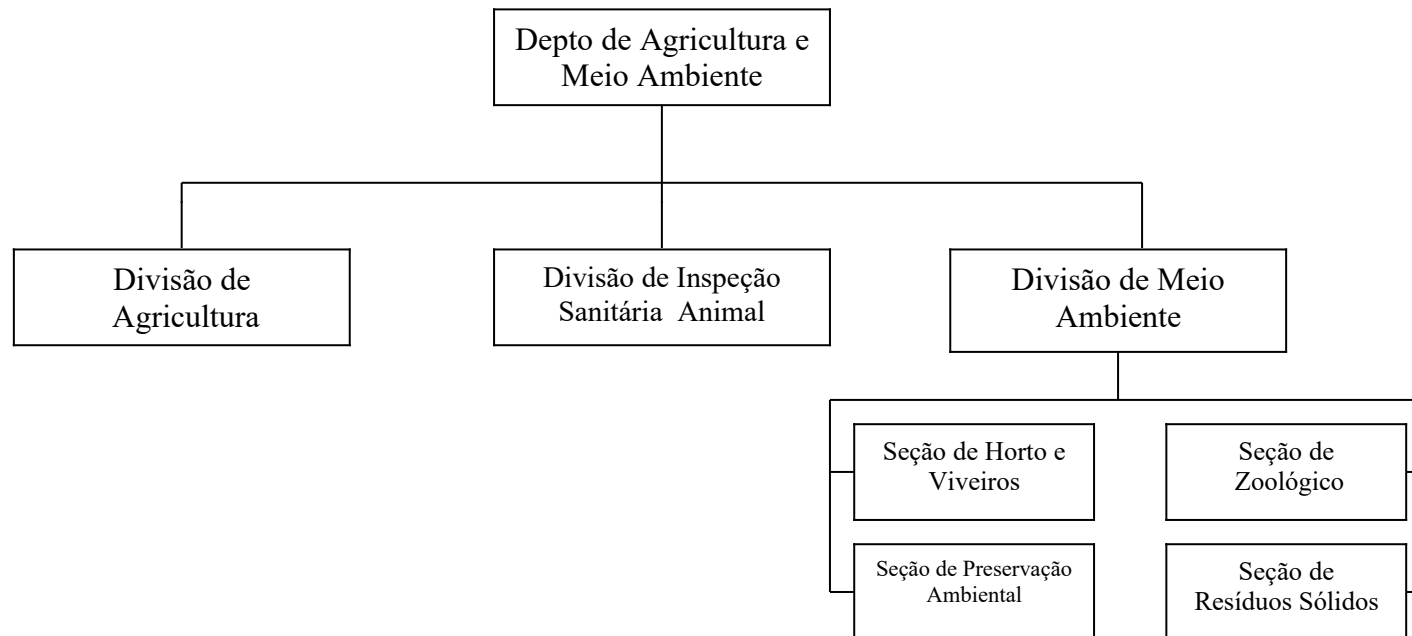 Depto de Agricultura e
Meio Ambiente
Divisão de
Agricultura
Divisão de Inspeção
Sanitária Animal
Divisão de Meio
Ambiente
Seção de Horto e
Viveiros
Seção de
Zoológico
Seção de Preservação
Ambiental
Seção de
Resíduos Sólidos